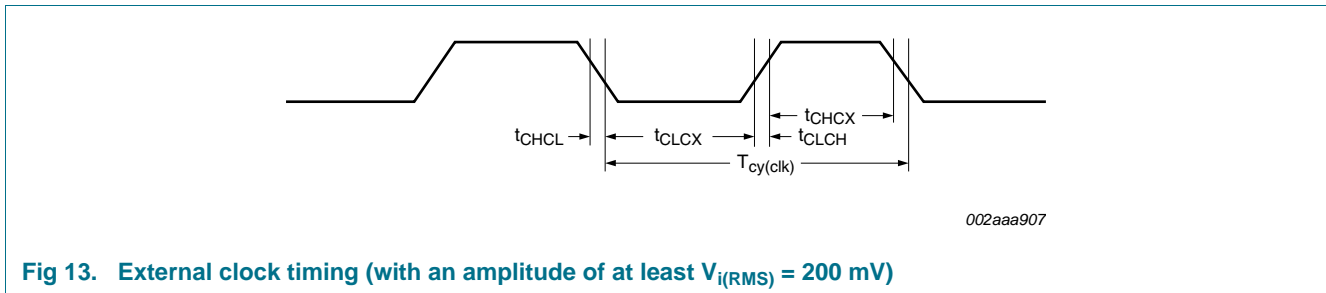 tCHCX
tCHCL
tCLCX
tCLCH
Tcy(clk)
002aaa907
Fig 13. External clock timing (with an amplitude of at least Vi(RMS) = 200 mV)